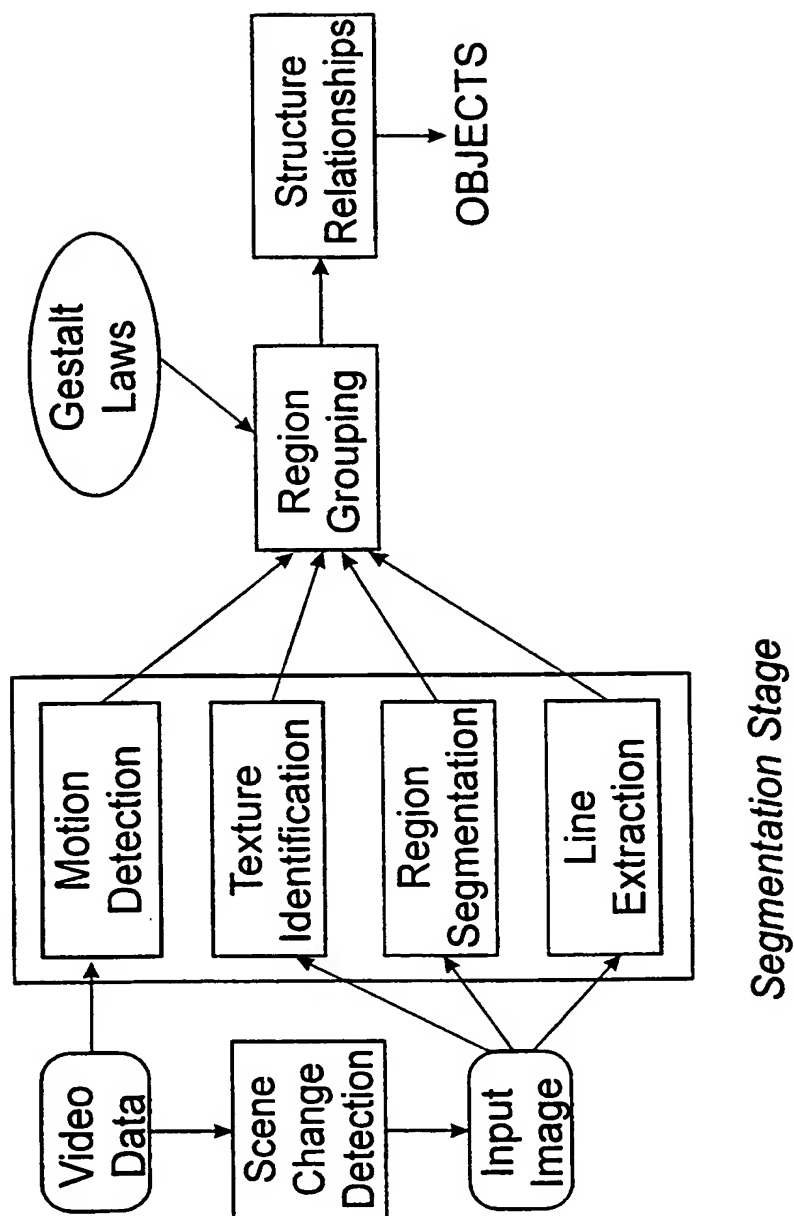 Video
Data
Scene
Change
Detection
Input
Image
Motion
Detection
Texture
Identification
Region
Segmentation
Line
Extraction
Segmentation Stage
Gestalt
Laws
Region
Grouping
Structure
Relationships
OBJECTS